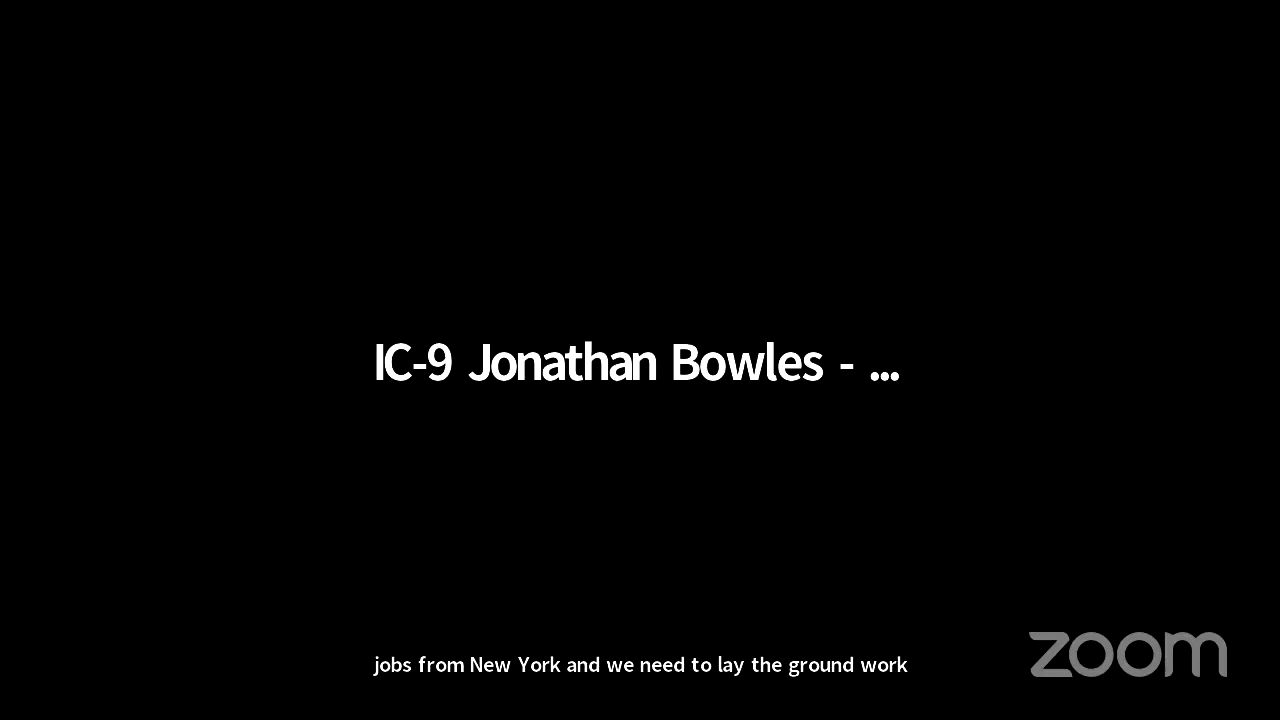 IC-9 Jonathan Bowles - ...
jobs from New York and we need to lay the ground work
zoom